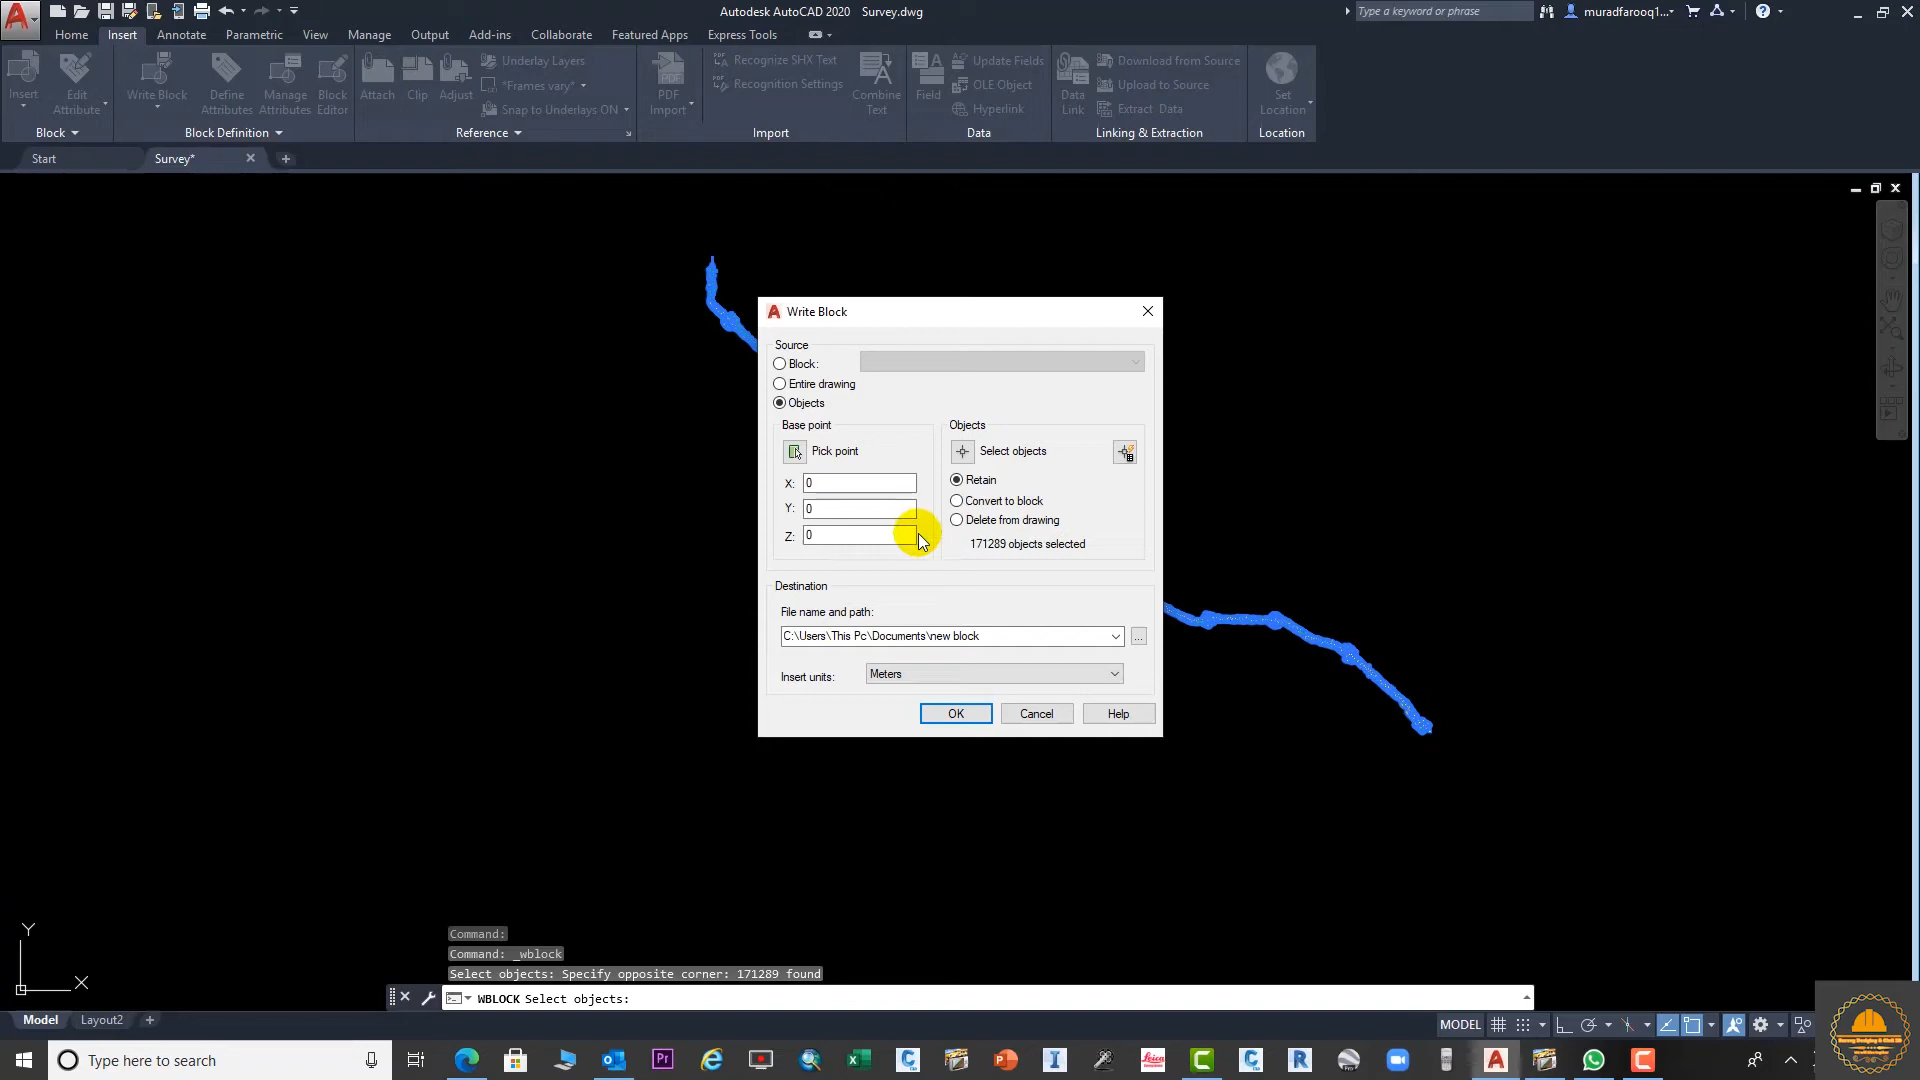 Autodesk AutoCAD 2020 Survey.dwg
Type a keyword or phrase
muradfarooq1...
Home Insert Annotate Parametric View Manage Output Add-ins Collaborate Featured Apps Express Tools
Insert
Edit Attribute
Write Block
Define Attributes
Manage Attributes
Block Editor
Attach Clip Adjust
Underlay Layers
*Frames vary*
Snap to Underlays ON
PDF Import
Recognize SHX Text
Recognition Settings
Combine Text
Field
Update Fields
OLE Object
Hyperlink
Data Link
Download from Source
Upload to Source
Extract Data
Set Location
Block Block Definition Reference Import Data Linking & Extraction Location
Start Survey*
Write Block
Source
Block:
Entire drawing
Objects
Base point
Pick point
X: 0
Y: 0
Z: 0
Objects
Select objects
Retain
Convert to block
Delete from drawing
171289 objects selected
Destination
File name and path:
C:\Users\This Pc\Documents\new block
...
Insert units: Meters
OK Cancel Help
Y
X
Command:
Command: _wblock
Select objects: Specify opposite corner: 171289 found
WBLOCK Select objects:
Model Layout2
MODEL
Type here to search